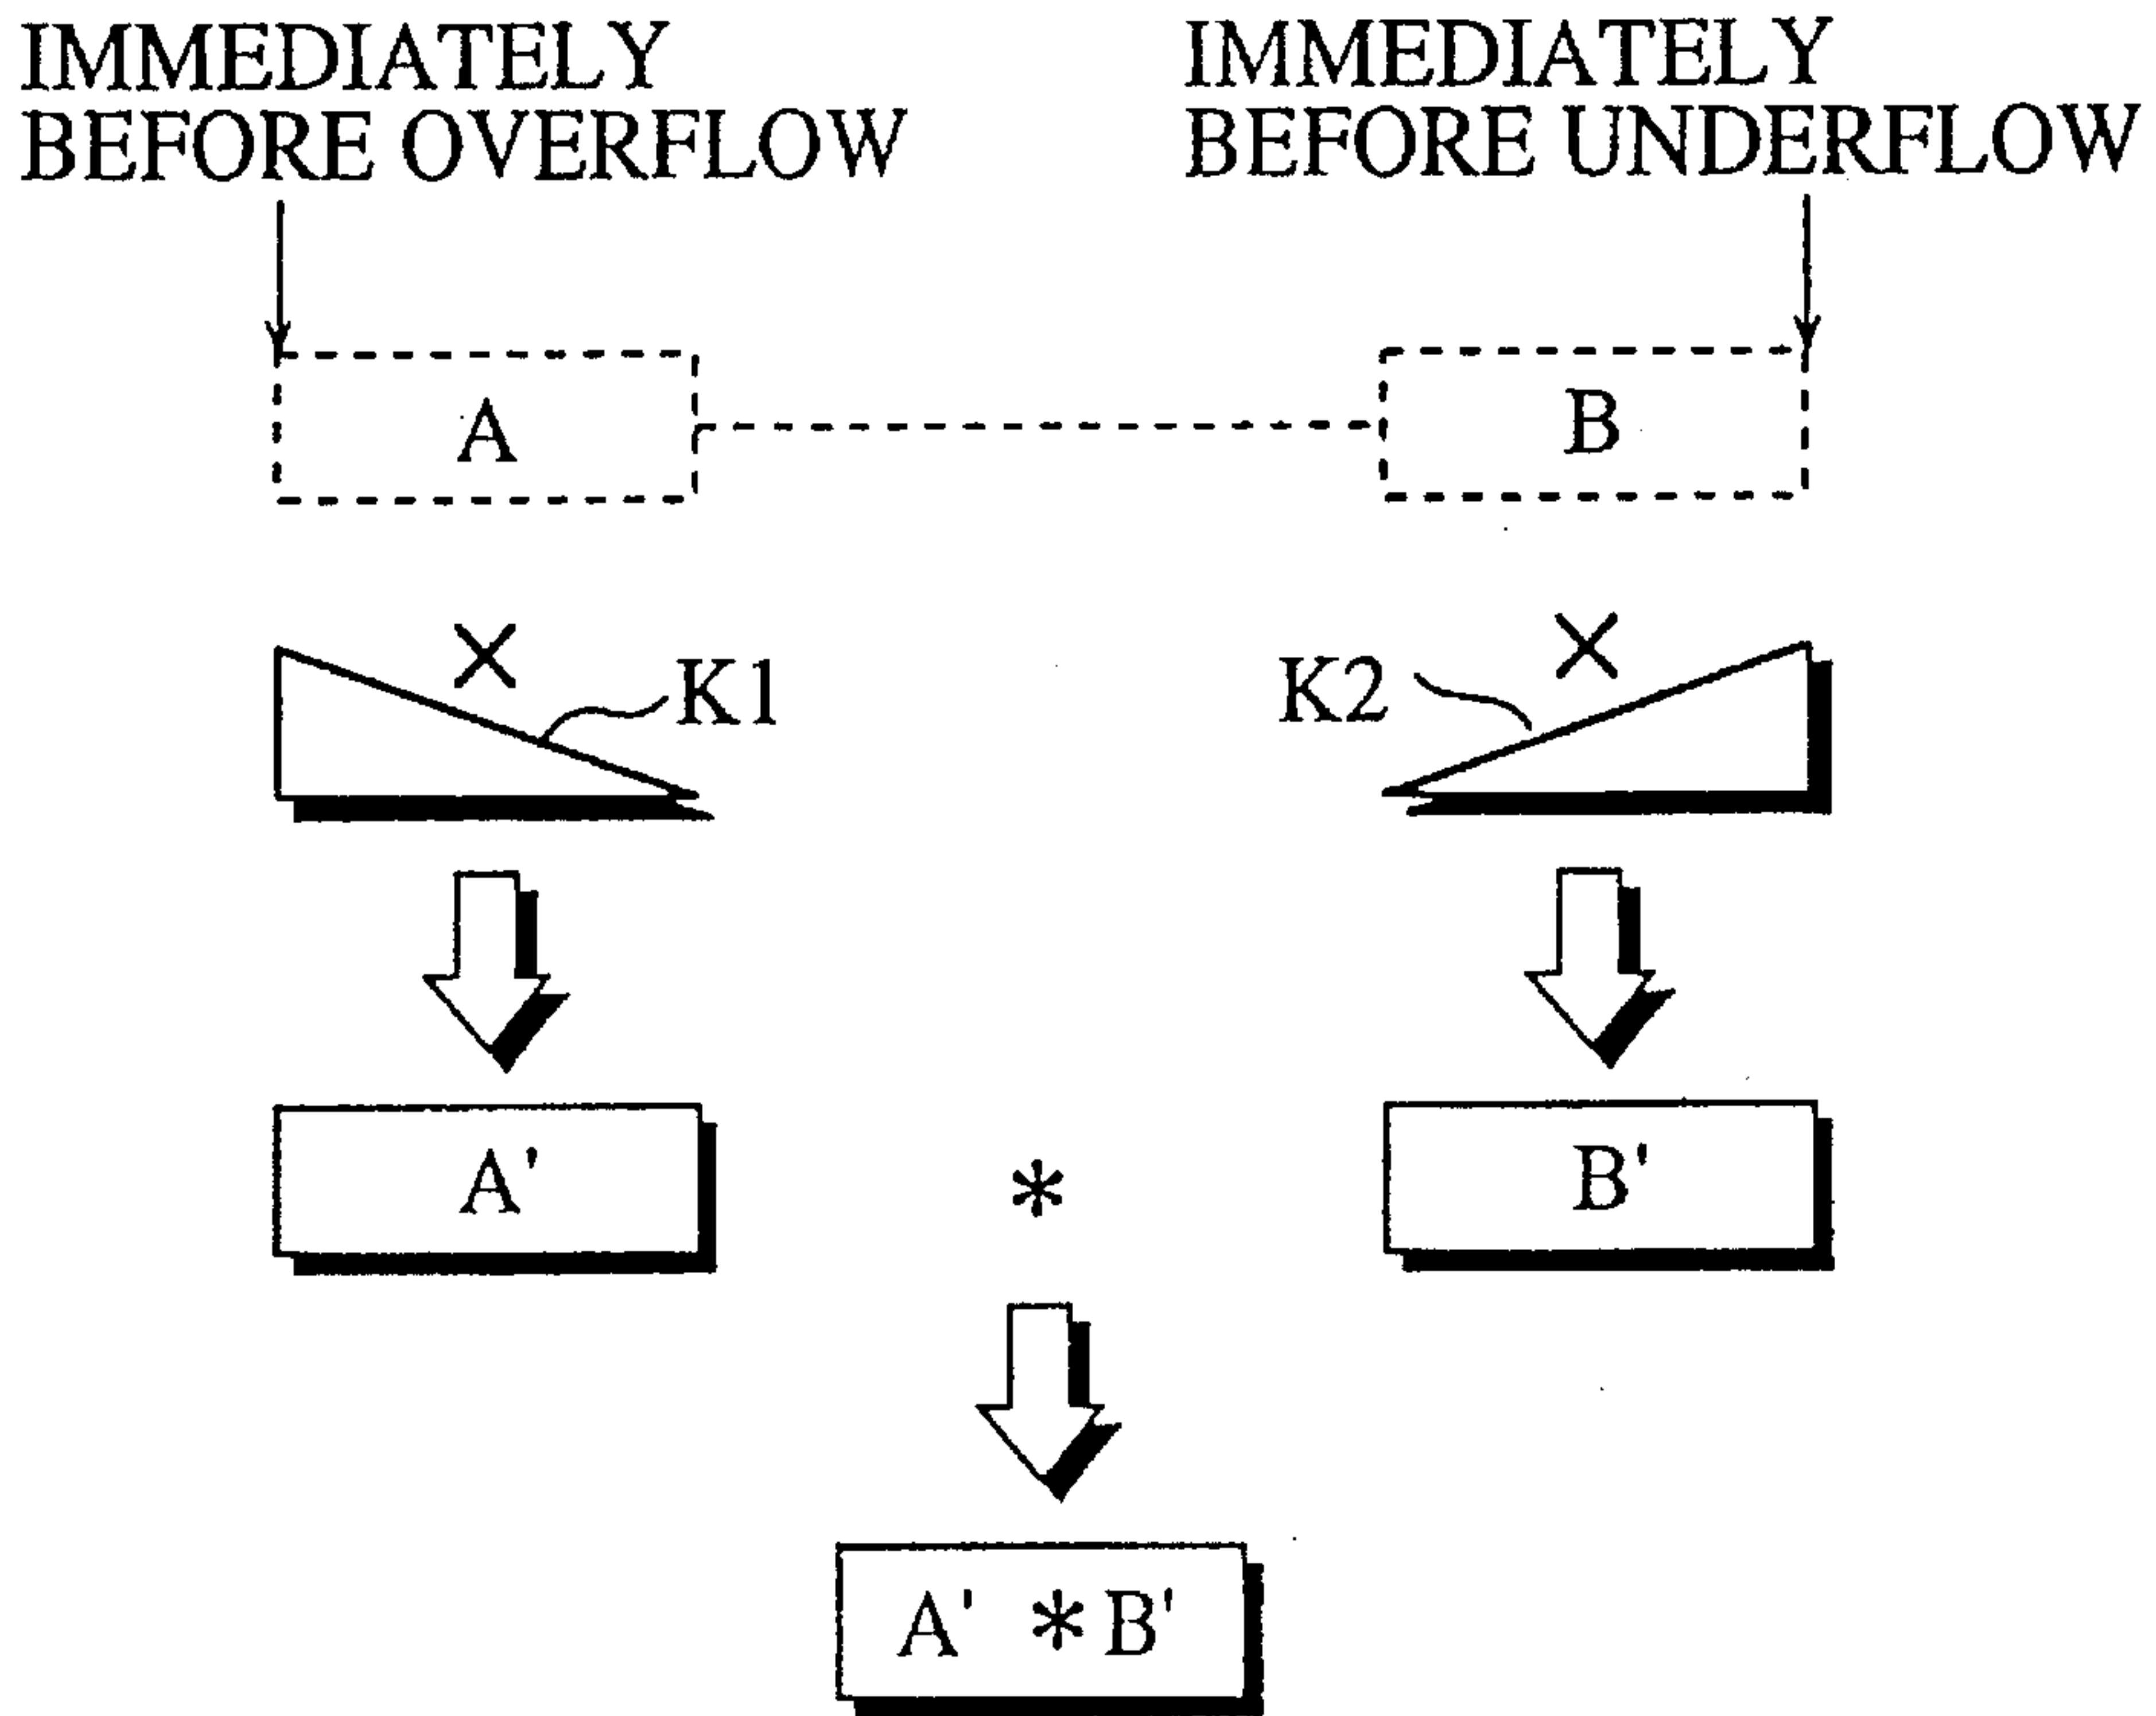 IMMEDIATELY
BEFORE OVERFLOW
IMMEDIATELY
BEFORE UNDERFLOW
A
B
×
K1
K2
×
A'
*
B'
A' * B'